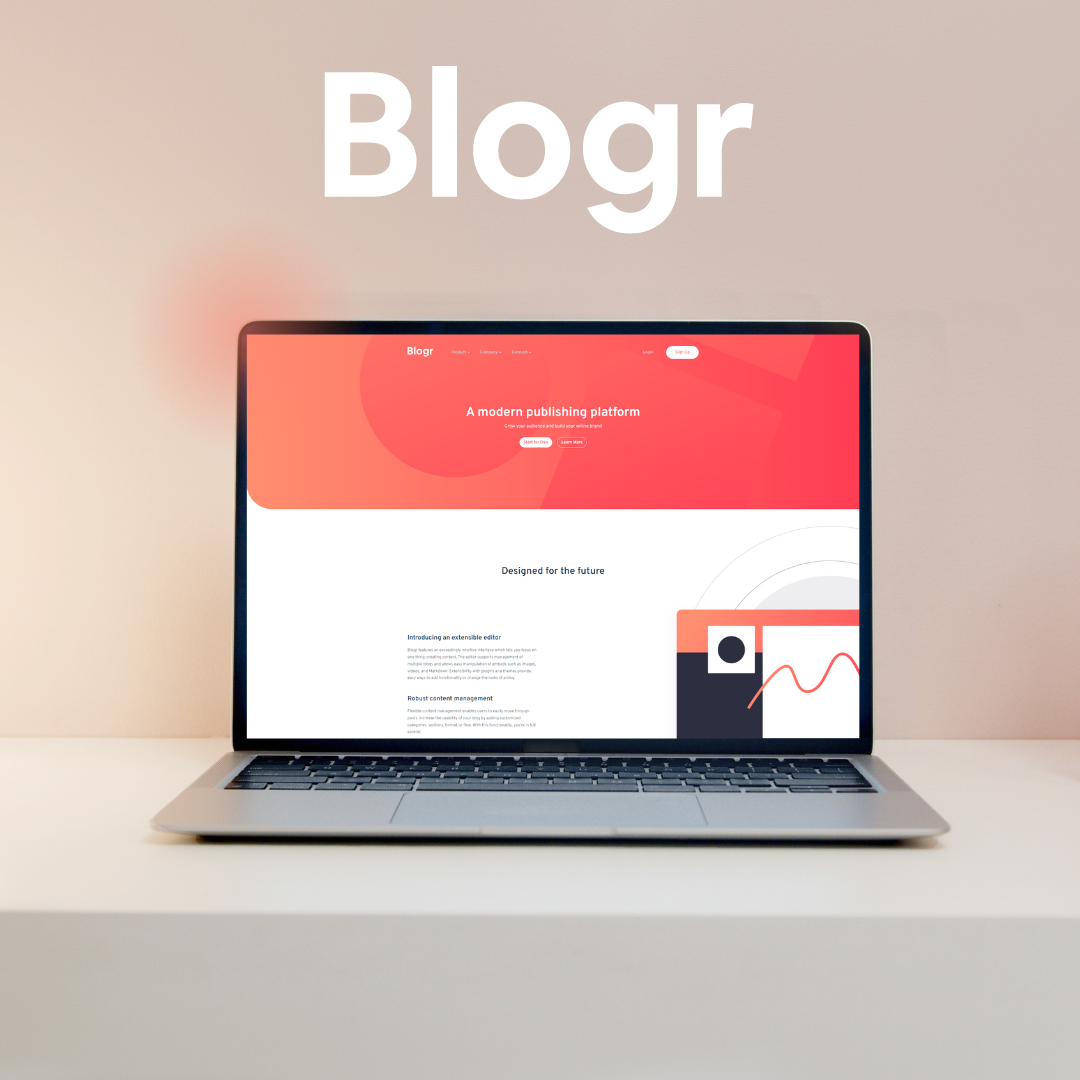 Blogr
Blogr Product Company Connect Login Sign Up
A modern publishing platform
Grow your audience and build your online brand
Start for Free Learn More
Designed for the future
Introducing an extensible editor
Blogr features an exceedingly intuitive interface which lets you focus on
one thing: creating content. The editor supports management of
multiple blogs and allows easy manipulation of embeds such as images,
videos, and Markdown. Extensibility with plugins and themes provide
easy ways to add functionality or change the looks of a blog.
Robust content management
Flexible content management enables users to easily move through
posts. Increase the usability of your blog by adding customized
categories, sections, format, or flow. With this functionality, you're in full
control.